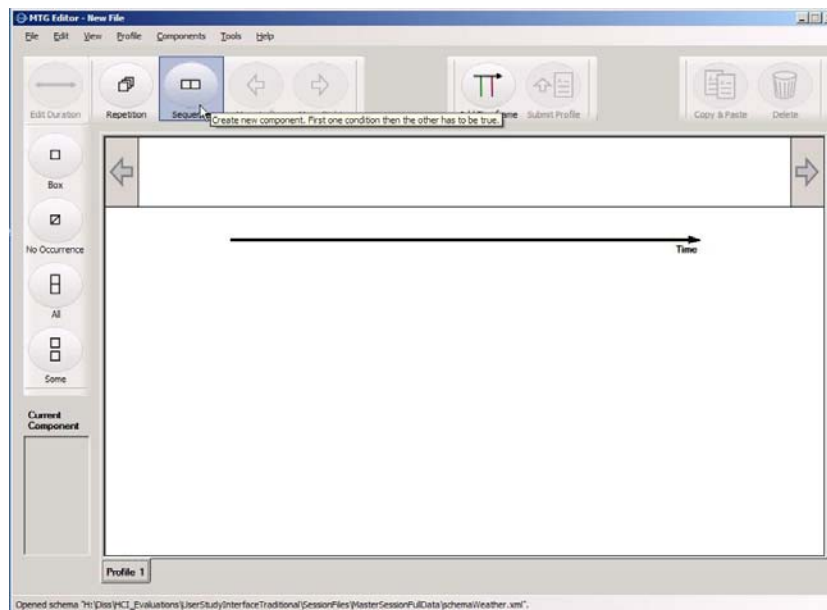 MTG Editor - New File
File Edit View Profile Components Tools Help
Edit Duration
Repetition
Sequence
Create new component. First one condition then the other has to be true.
Submit Profile
Copy & Paste
Delete
Box
No Occurrence
All
Some
Time
Current
Component
Profile 1
Opened schema "H:\Diss\HCI_Evaluations\UserStudyInterfaceTraditional\SessionFiles\MasterSessionFullData\schemaWeather.xml".